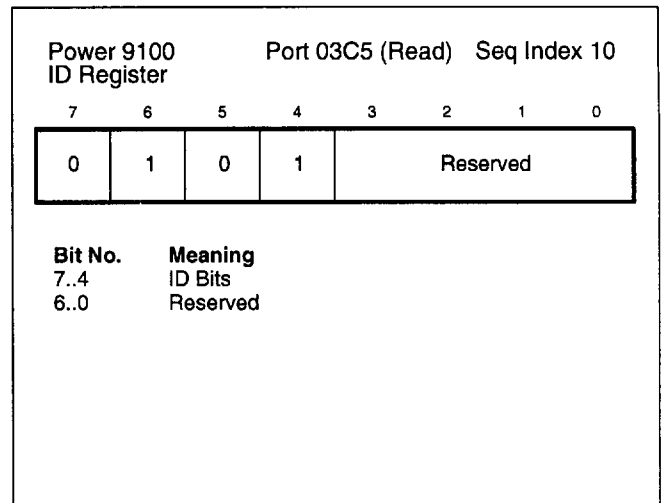 Power 9100 Port 03C5 (Read) Seq Index 10
ID Register
7 6 5 4 3 2 1 0
0 1 0 1 Reserved
Bit No. Meaning
7..4 ID Bits
6..0 Reserved